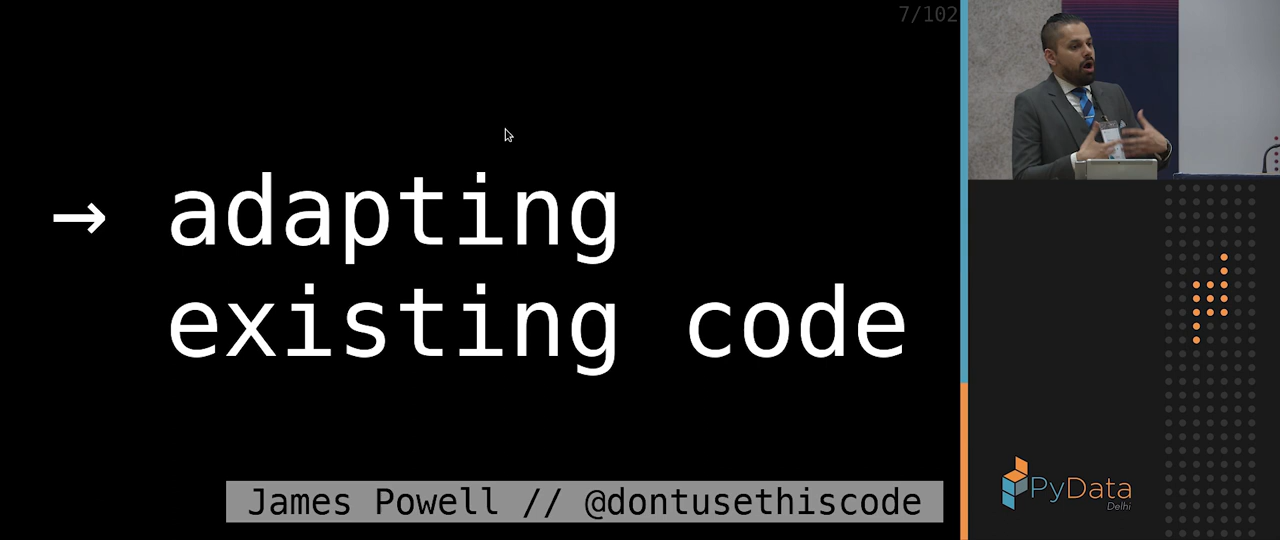 7/102
→ adapting
existing code
James Powell // @dontusethiscode
PyData
Delhi